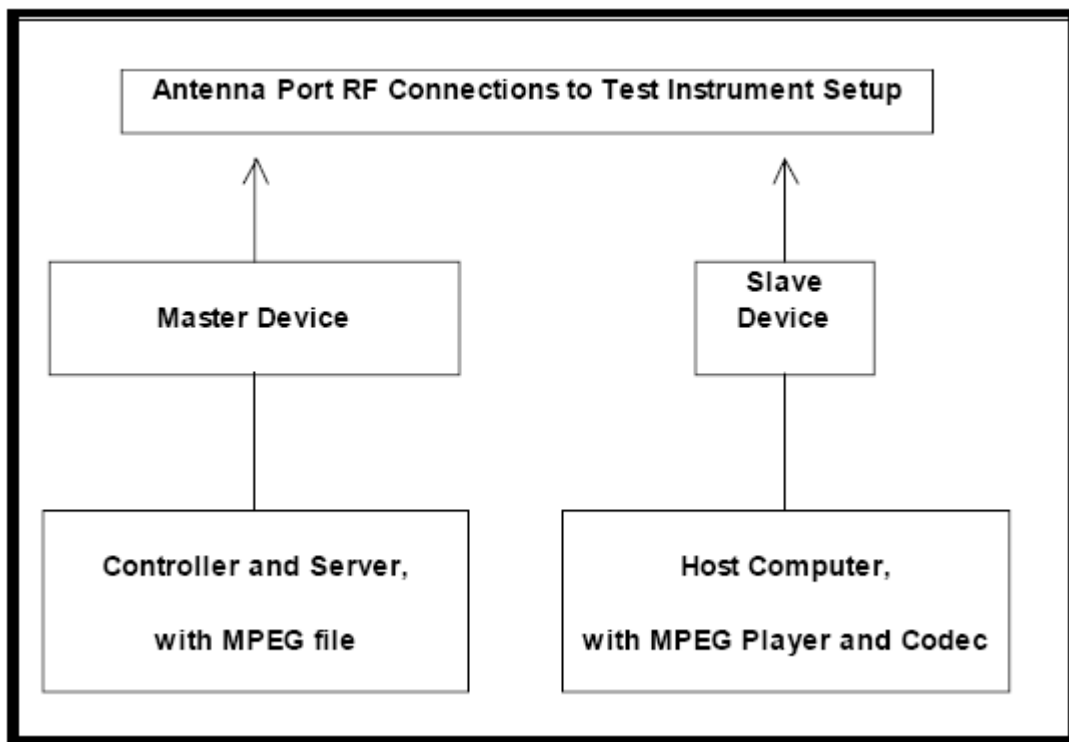 Antenna Port RF Connections to Test Instrument Setup
Master Device
Slave
Device
Controller and Server,
with MPEG file
Host Computer,
with MPEG Player and Codec